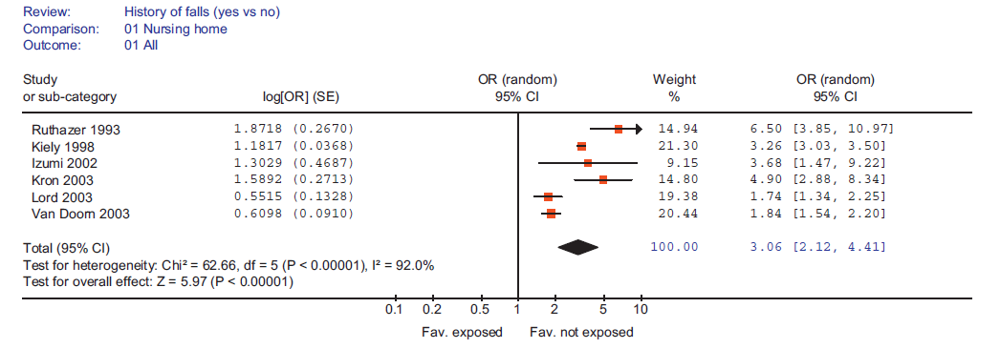 Review: History of falls (yes vs no)
Comparison: 01 Nursing home
Outcome: 01 All
Study OR (random) Weight OR (random)
or sub-category log[OR] (SE) 95% CI % 95% CI
Ruthazer 1993 1.8718 (0.2670) 14.94 6.50 [3.85, 10.97]
Kiely 1998 1.1817 (0.0368) 21.30 3.26 [3.03, 3.50]
Izumi 2002 1.3029 (0.4687) 9.15 3.68 [1.47, 9.22]
Kron 2003 1.5892 (0.2713) 14.80 4.90 [2.88, 8.34]
Lord 2003 0.5515 (0.1328) 19.38 1.74 [1.34, 2.25]
Van Doom 2003 0.6098 (0.0910) 20.44 1.84 [1.54, 2.20]
Total (95% CI) 100.00 3.06 [2.12, 4.41]
Test for heterogeneity: Chi² = 62.66, df = 5 (P < 0.00001), I² = 92.0%
Test for overall effect: Z = 5.97 (P < 0.00001)
0.1 0.2 0.5 1 2 5 10
Fav. exposed Fav. not exposed